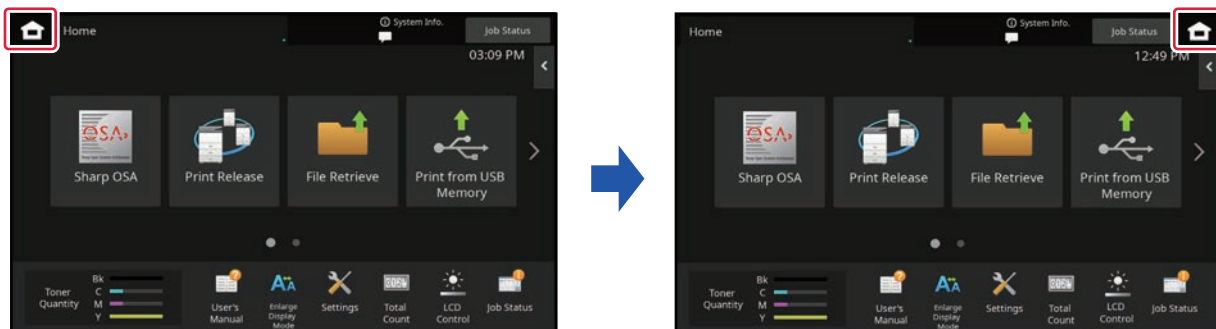 Home
System Info.
Job Status
03:09 PM
OSA
Sharp OSA
Print Release
File Retrieve
Print from USB
Memory
Toner
Quantity
Bk
C
M
Y
User's
Manual
Enlarge
Display
Mode
Settings
Total
Count
LCD
Control
Job Status
Home
System Info.
Job Status
12:49 PM
OSA
Sharp OSA
Print Release
File Retrieve
Print from USB
Memory
Toner
Quantity
Bk
C
M
Y
User's
Manual
Enlarge
Display
Mode
Settings
Total
Count
LCD
Control
Job Status